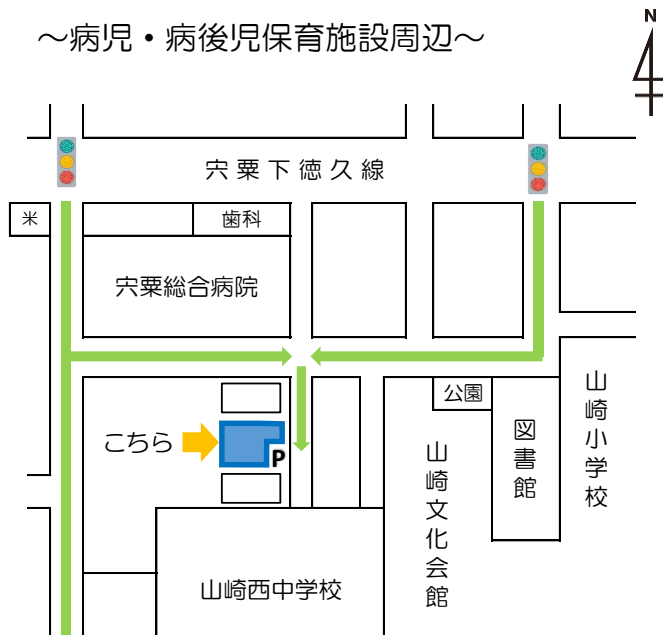 ～病児・病後児保育施設周辺～
N
宍粟下徳久線
米
歯科
宍粟総合病院
公園
山崎小学校
図書館
こちら
P
山崎文化会館
山崎西中学校